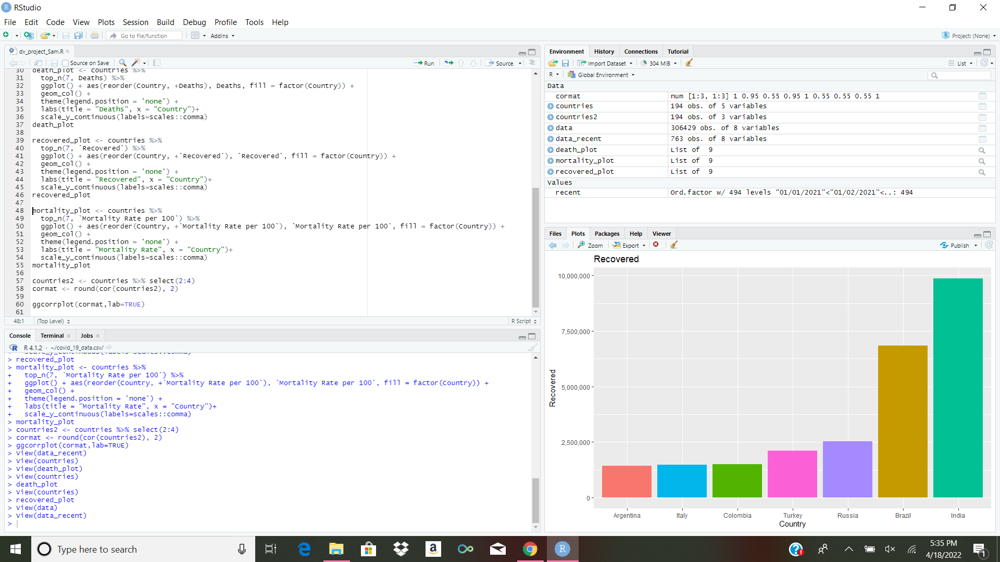 RStudio
File Edit Code View Plots Session Build Debug Profile Tools Help
Go to file/function Addins Project: (None)
dv_project_Sam.R
Source on Save Run Source
30 death_plot <- countries %>%
31 top_n(7, Deaths) %>%
32 ggplot() + aes(reorder(Country, +Deaths), Deaths, fill = factor(Country)) +
33 geom_col() +
34 theme(legend.position = 'none') +
35 labs(title = "Deaths", x = "Country")+
36 scale_y_continuous(labels=scales::comma)
37 death_plot
38
39 recovered_plot <- countries %>%
40 top_n(7, `Recovered`) %>%
41 ggplot() + aes(reorder(Country, +`Recovered`), `Recovered`, fill = factor(Country)) +
42 geom_col() +
43 theme(legend.position = 'none') +
44 labs(title = "Recovered", x = "Country")+
45 scale_y_continuous(labels=scales::comma)
46 recovered_plot
47
48 mortality_plot <- countries %>%
49 top_n(7, `Mortality Rate per 100`) %>%
50 ggplot() + aes(reorder(Country, +`Mortality Rate per 100`), `Mortality Rate per 100`, fill = factor(Country)) +
51 geom_col() +
52 theme(legend.position = 'none') +
53 labs(title = "Mortality Rate", x = "Country")+
54 scale_y_continuous(labels=scales::comma)
55 mortality_plot
56
57 countries2 <- countries %>% select(2:4)
58 cormat <- round(cor(countries2), 2)
59
60 ggcorrplot(cormat,lab=TRUE)
61
48:1 (Top Level) R Script
Console Terminal Jobs
R 4.1.2 · ~/covid_19_data.csv/
+ scale_y_continuous(labels=scales::comma)
> recovered_plot
> mortality_plot <- countries %>%
+ top_n(7, `Mortality Rate per 100`) %>%
+ ggplot() + aes(reorder(Country, +`Mortality Rate per 100`), `Mortality Rate per 100`, fill = factor(Country)) +
+ geom_col() +
+ theme(legend.position = 'none') +
+ labs(title = "Mortality Rate", x = "Country")+
+ scale_y_continuous(labels=scales::comma)
> mortality_plot
> countries2 <- countries %>% select(2:4)
> cormat <- round(cor(countries2), 2)
> ggcorrplot(cormat,lab=TRUE)
> View(data_recent)
> View(countries)
> View(death_plot)
> View(countries)
> death_plot
> View(countries)
> recovered_plot
> View(data)
> View(data_recent)
>
Environment History Connections Tutorial
Import Dataset 304 MiB List
R Global Environment
Data
cormat num [1:3, 1:3] 1 0.95 0.55 0.95 1 0.55 0.55 0.55 1
countries 194 obs. of 5 variables
countries2 194 obs. of 3 variables
data 306429 obs. of 8 variables
data_recent 763 obs. of 8 variables
death_plot List of 9
mortality_plot List of 9
recovered_plot List of 9
Values
recent Ord.factor w/ 494 levels "01/01/2021"<"01/02/2021"<..: 494
Files Plots Packages Help Viewer
Zoom Export Publish
Recovered
10,000,000
7,500,000
5,000,000
2,500,000
0
Recovered
Argentina Italy Colombia Turkey Russia Brazil India
Country
Type here to search
5:35 PM
4/18/2022
1